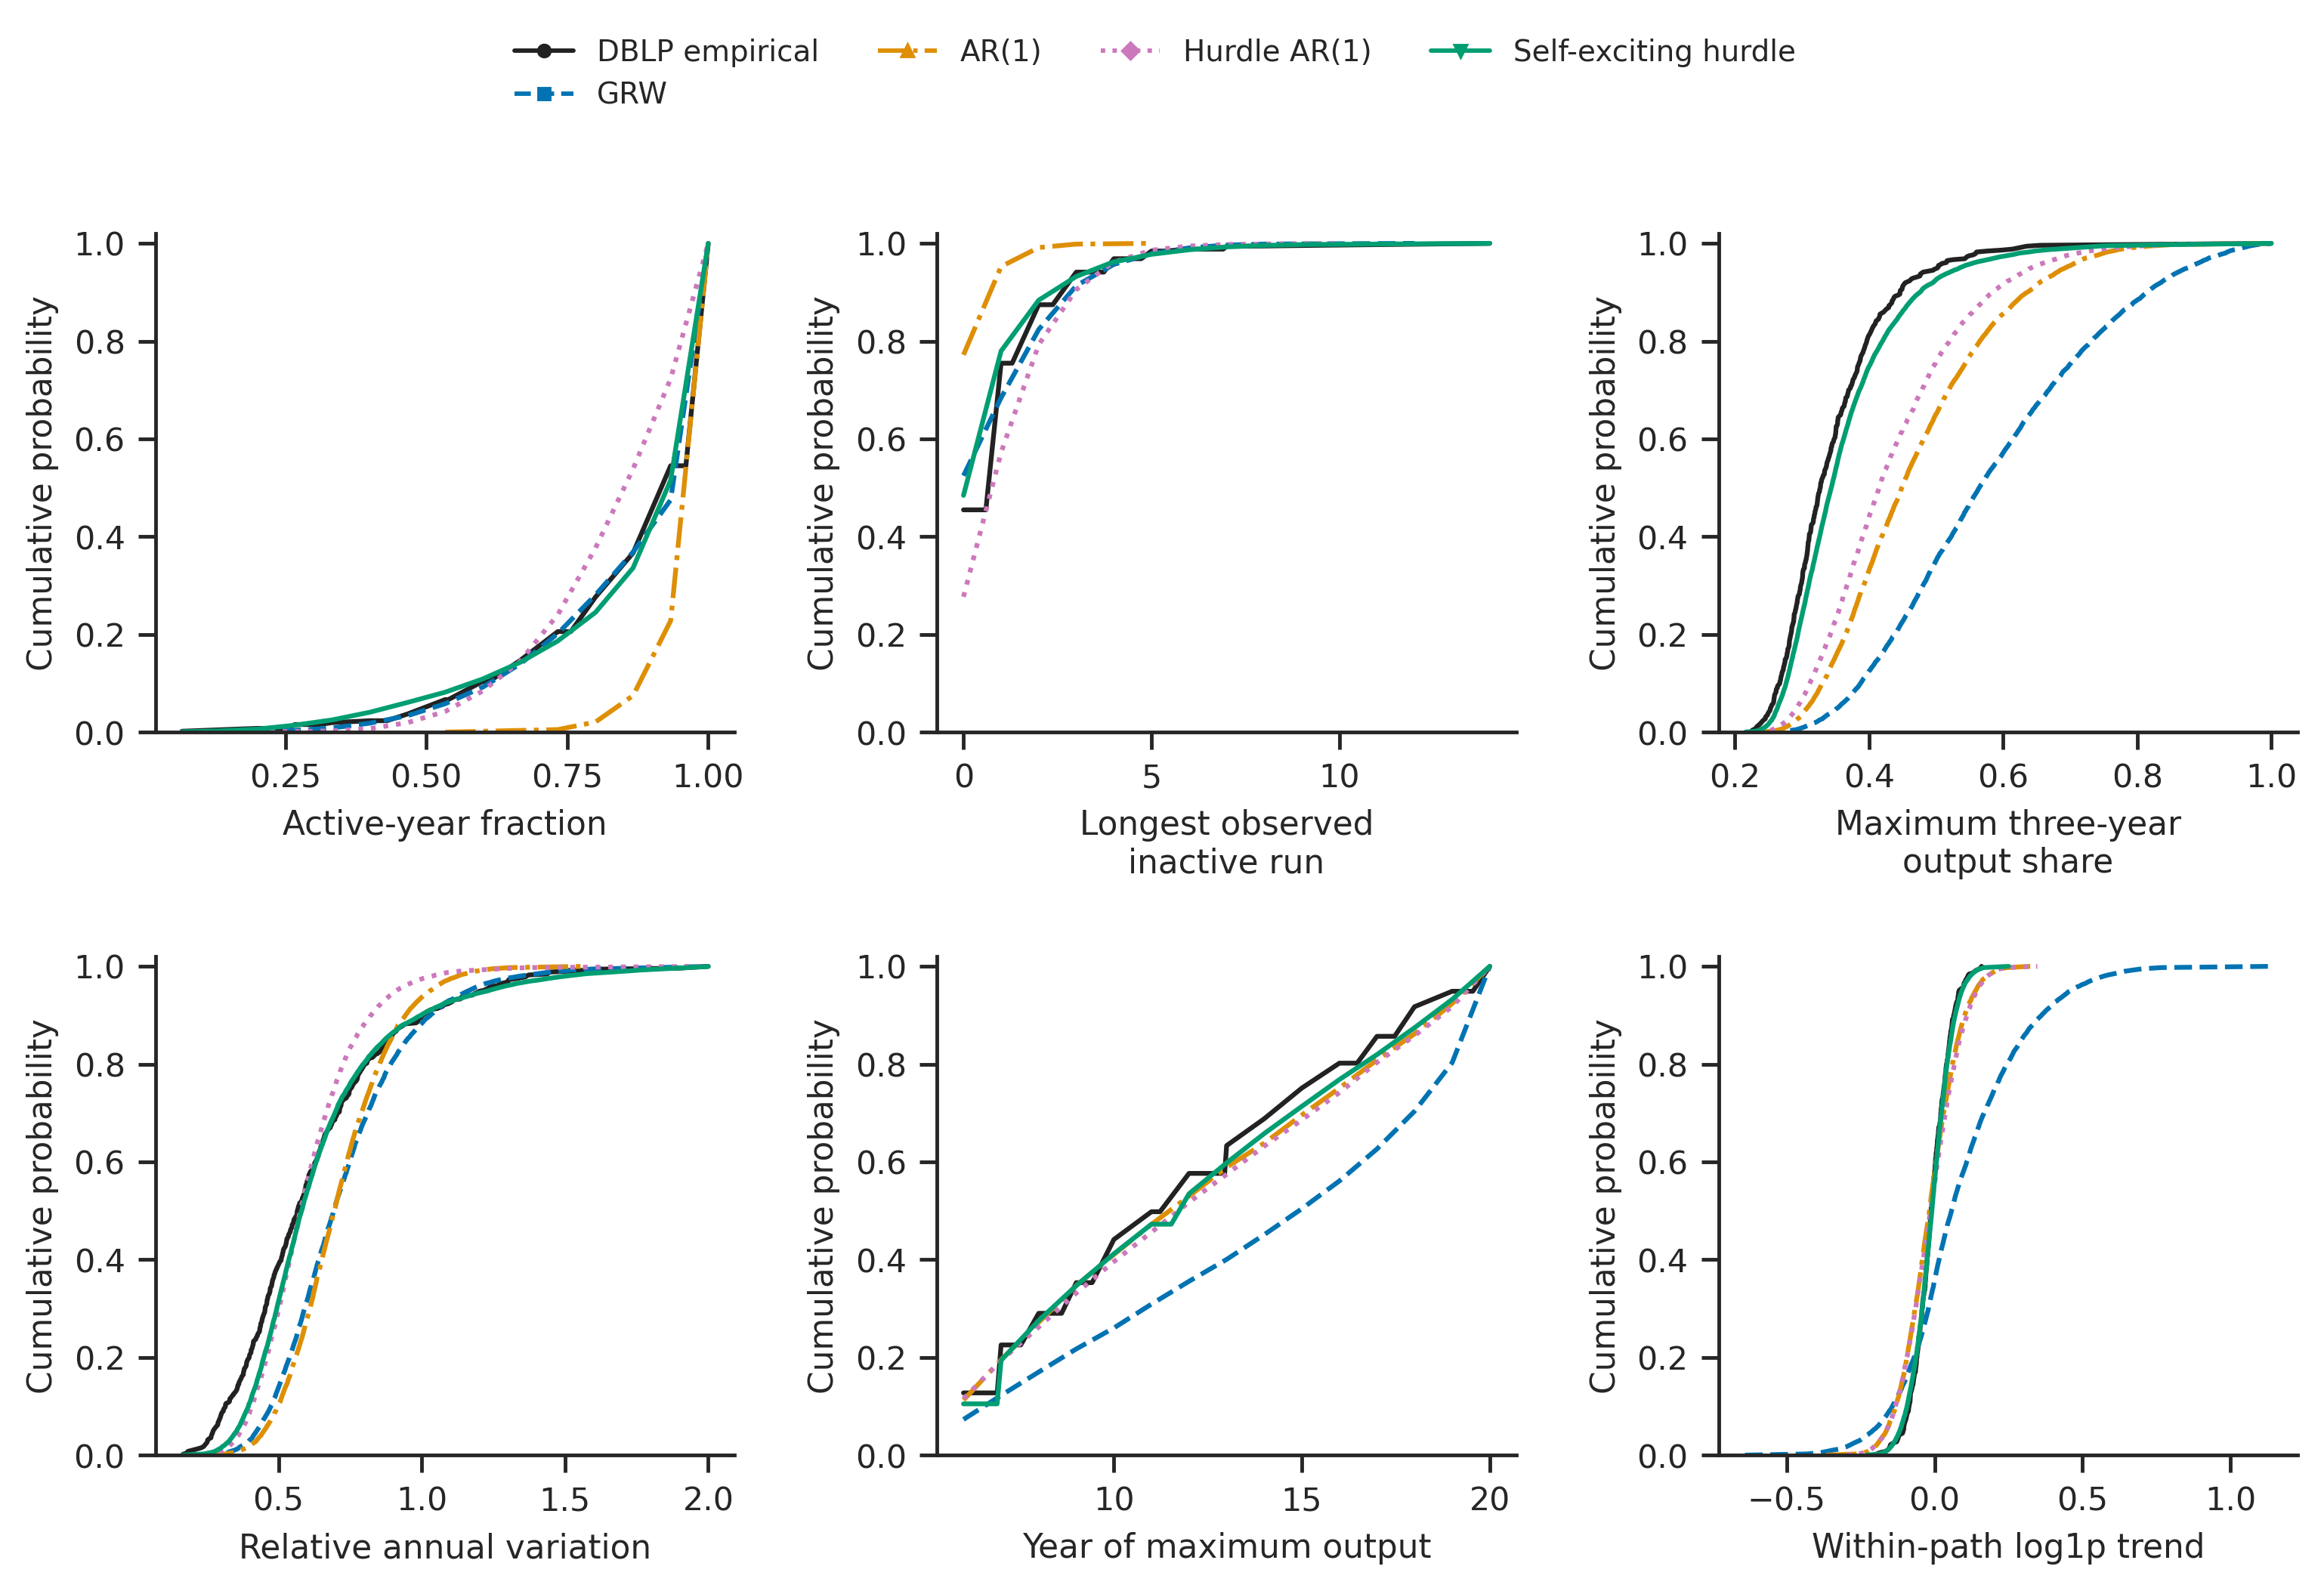 DBLP empirical
AR(1)
Hurdle AR(1)
Self-exciting hurdle
GRW
Cumulative probability
1.0
0.8
0.6
0.4
0.2
0.0
0.25 0.50 0.75 1.00
Active-year fraction
Cumulative probability
1.0
0.8
0.6
0.4
0.2
0.0
0 5 10
Longest observed
inactive run
Cumulative probability
1.0
0.8
0.6
0.4
0.2
0.0
0.2 0.4 0.6 0.8 1.0
Maximum three-year
output share
Cumulative probability
1.0
0.8
0.6
0.4
0.2
0.0
0.5 1.0 1.5 2.0
Relative annual variation
Cumulative probability
1.0
0.8
0.6
0.4
0.2
0.0
10 15 20
Year of maximum output
Cumulative probability
1.0
0.8
0.6
0.4
0.2
0.0
−0.5 0.0 0.5 1.0
Within-path log1p trend